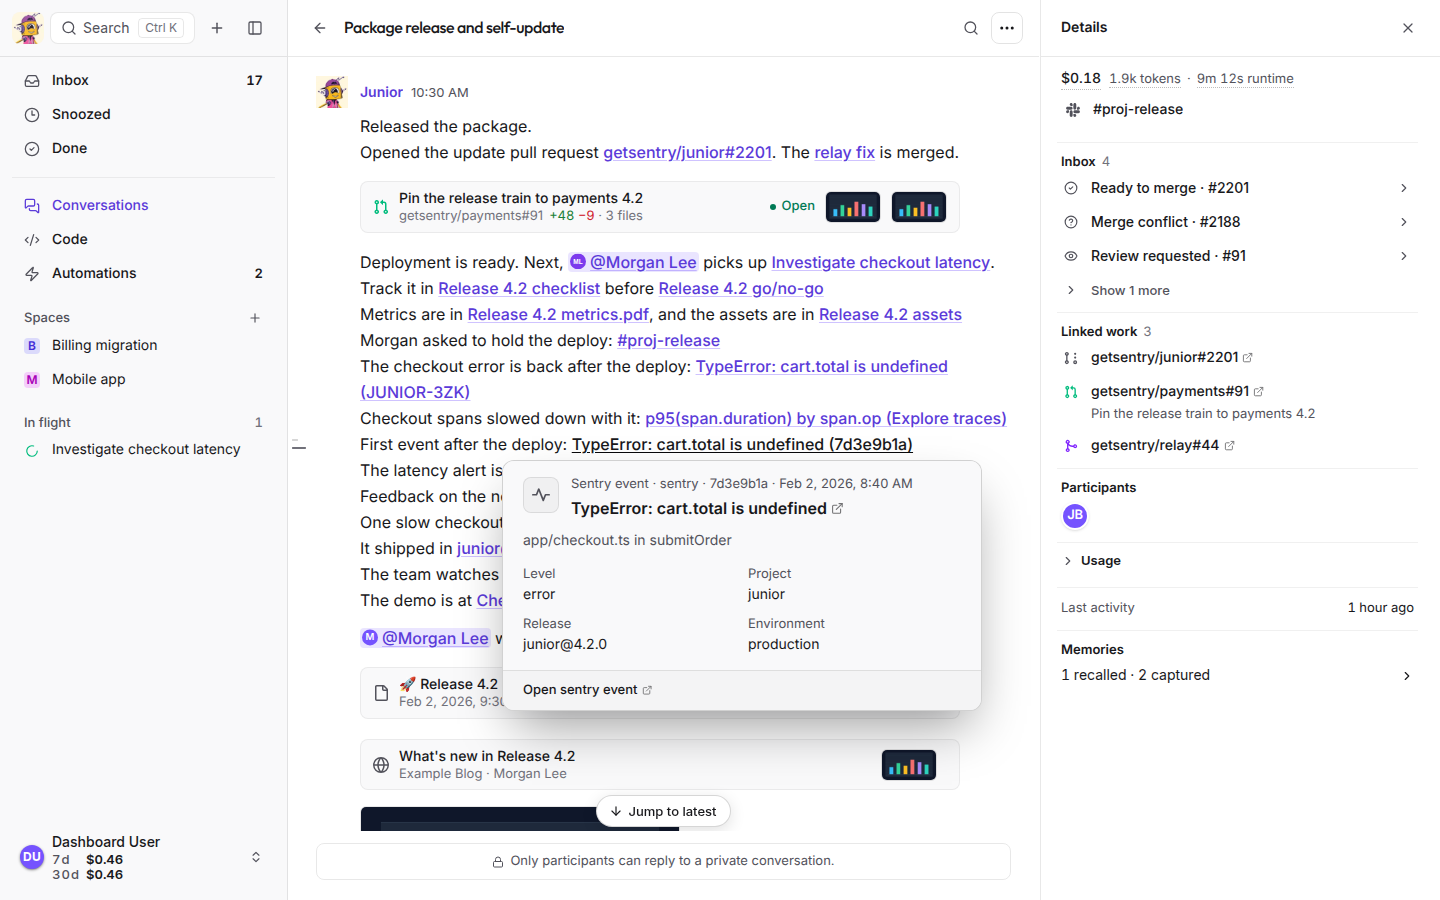 Search Ctrl K
Inbox 17
Snoozed
Done
Conversations
Code
Automations 2
Spaces
B Billing migration
M Mobile app
In flight 1
Investigate checkout latency
DU Dashboard User
7d $0.46
30d $0.46
Package release and self-update
Junior 10:30 AM
Released the package.
Opened the update pull request getsentry/junior#2201. The relay fix is merged.
Pin the release train to payments 4.2
getsentry/payments#91 +48 −9 · 3 files
Open
Deployment is ready. Next, ML @Morgan Lee picks up Investigate checkout latency.
Track it in Release 4.2 checklist before Release 4.2 go/no-go
Metrics are in Release 4.2 metrics.pdf, and the assets are in Release 4.2 assets
Morgan asked to hold the deploy: #proj-release
The checkout error is back after the deploy: TypeError: cart.total is undefined
(JUNIOR-3ZK)
Checkout spans slowed down with it: p95(span.duration) by span.op (Explore traces)
First event after the deploy: TypeError: cart.total is undefined (7d3e9b1a)
The latency alert is
Feedback on the
One slow checkout
It shipped in junior
The team watches
The demo is at
M @Morgan Lee
🚀 Release 4.2
Feb 2, 2026, 9:30
Sentry event · sentry · 7d3e9b1a · Feb 2, 2026, 8:40 AM
TypeError: cart.total is undefined
app/checkout.ts in submitOrder
Level Project
error junior
Release Environment
junior@4.2.0 production
Open sentry event
What's new in Release 4.2
Example Blog · Morgan Lee
Jump to latest
Only participants can reply to a private conversation.
Details
$0.18 1.9k tokens · 9m 12s runtime
#proj-release
Inbox 4
Ready to merge · #2201
Merge conflict · #2188
Review requested · #91
Show 1 more
Linked work 3
getsentry/junior#2201
getsentry/payments#91
Pin the release train to payments 4.2
getsentry/relay#44
Participants
JB
Usage
Last activity 1 hour ago
Memories
1 recalled · 2 captured